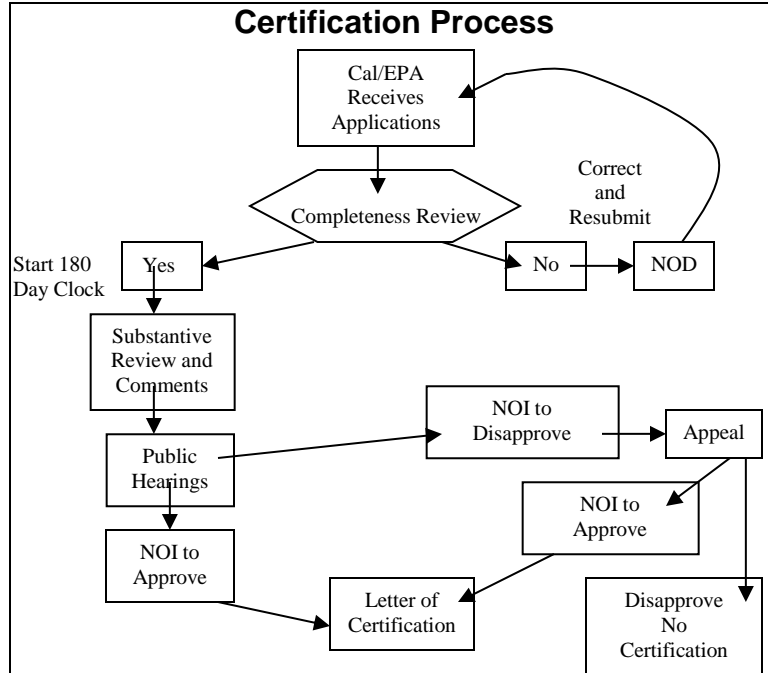 Certification Process
Cal/EPA
Receives
Applications
Correct
and
Resubmit
Completeness Review
Start 180
Day Clock
Yes
No
NOD
Substantive
Review and
Comments
NOI to
Disapprove
Appeal
Public
Hearings
NOI to
Approve
NOI to
Approve
Letter of
Certification
Disapprove
No
Certification